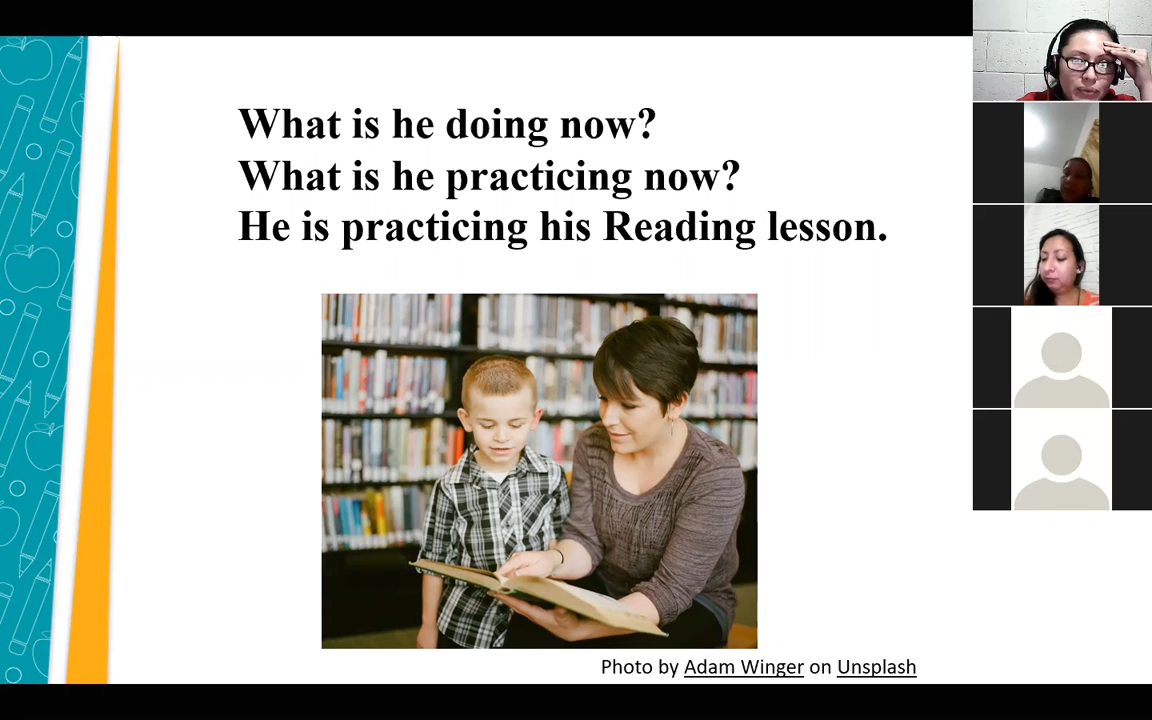 What is he doing now?
What is he practicing now?
He is practicing his Reading lesson.
Photo by Adam Winger on Unsplash